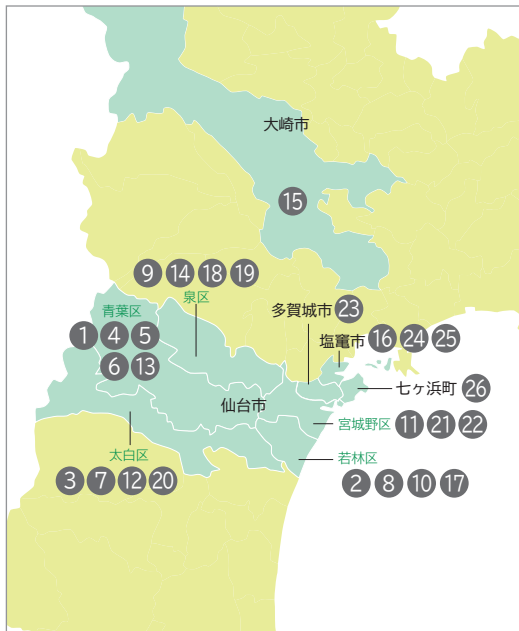 大崎市
15
9 14 18 19
泉区
青葉区
1 4 5
6 13
多賀城市 23
塩竈市 16 24 25
七ヶ浜町 26
仙台市
宮城野区 11 21 22
太白区
3 7 12 20
若林区
2 8 10 17